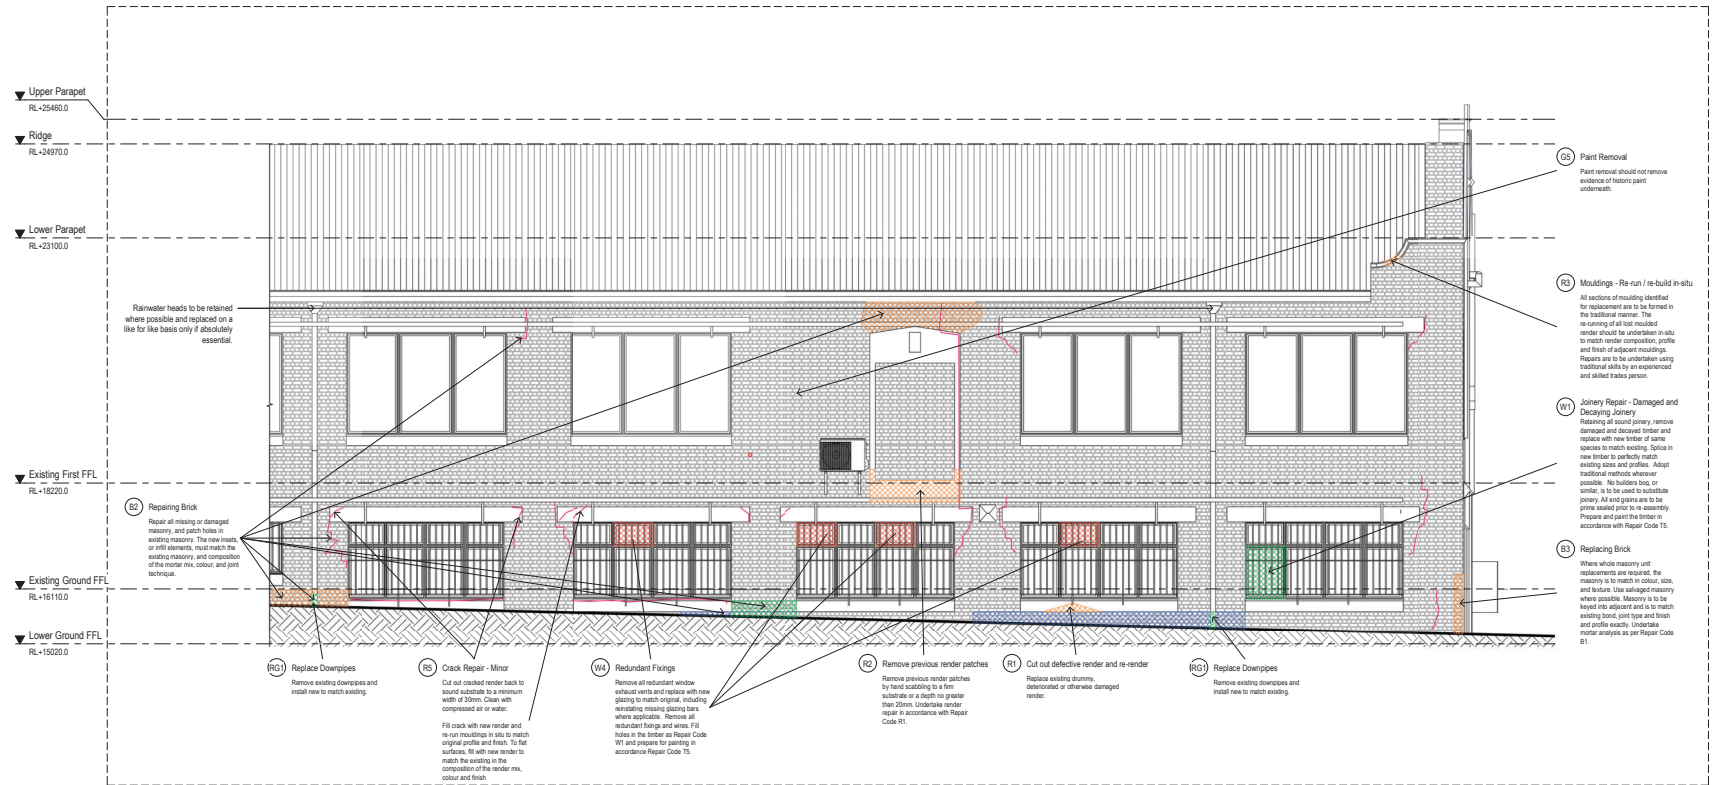 Upper Parapet
RL+25460.0
Ridge
RL+24970.0
Lower Parapet
RL+23100.0
Rainwater heads to be retained
where possible and replaced on a
like for like basis only if absolutely
essential.
Existing First FFL
RL+18220.0
B2 Repairing Brick
Repair all missing or damaged
masonry, and patch holes in
existing masonry. The new insets,
or infill elements, must match the
existing masonry, and composition
of the mortar mix, colour, and joint
technique.
Existing Ground FFL
RL+16110.0
Lower Ground FFL
RL+15020.0
RG1 Replace Downpipes
Remove existing downpipes and
install new to match existing.
R5 Crack Repair - Minor
Cut out cracked render back to
sound substrate to a minimum
width of 30mm. Clean with
compressed air or water.
Fill crack with new render and
re-run mouldings in situ to match
original profile and finish. To flat
surfaces, fill with new render to
match the existing in the
composition of the render mix,
colour and finish
W4 Redundant Fixings
Remove all redundant window
exhaust vents and replace with new
glazing to match original, including
reinstating missing glazing bars
where applicable. Remove all
redundant fixings and wires. Fill
holes in the timber as Repair Code
W1 and prepare for painting in
accordance Repair Code T5.
R2 Remove previous render patches
Remove previous render patches
by hand scabbling to a firm
substrate or a depth no greater
than 20mm. Undertake render
repair in accordance with Repair
Code R1.
R1 Cut out defective render and re-render
Replace existing drummy,
deteriorated or otherwise damaged
render.
RG1 Replace Downpipes
Remove existing downpipes and
install new to match existing.
G5 Paint Removal
Paint removal should not remove
evidence of historic paint
underneath.
R3 Mouldings - Re-run / re-build in-situ
All sections of moulding identified
for replacement are to be formed in
the traditional manner. The
re-running of all lost moulded
render should be undertaken in-situ
to match render composition, profile
and finish of adjacent mouldings.
Repairs are to be undertaken using
traditional skills by an experienced
and skilled trades person.
W1 Joinery Repair - Damaged and
Decaying Joinery
Retaining all sound joinery, remove
damaged and decayed timber and
replace with new timber of same
species to match existing. Splice in
new timber to perfectly match
existing sizes and profiles. Adopt
traditional methods wherever
possible. No builders bog, or
similar, is to be used to substitute
joinery. All end grains are to be
prime sealed prior to re-assembly.
Prepare and paint the timber in
accordance with Repair Code T5.
B3 Replacing Brick
Where whole masonry unit
replacements are required, the
masonry is to match in colour, size,
and texture. Use salvaged masonry
where possible. Masonry is to be
keyed into adjacent and is to match
existing bond, joint type and finish
and profile exactly. Undertake
mortar analysis as per Repair Code
B1.